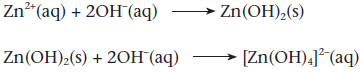 Zn²⁺(aq) + 2OH⁻(aq) ⟶ Zn(OH)₂(s)
Zn(OH)₂(s) + 2OH⁻(aq) ⟶ [Zn(OH)₄]²⁻(aq)